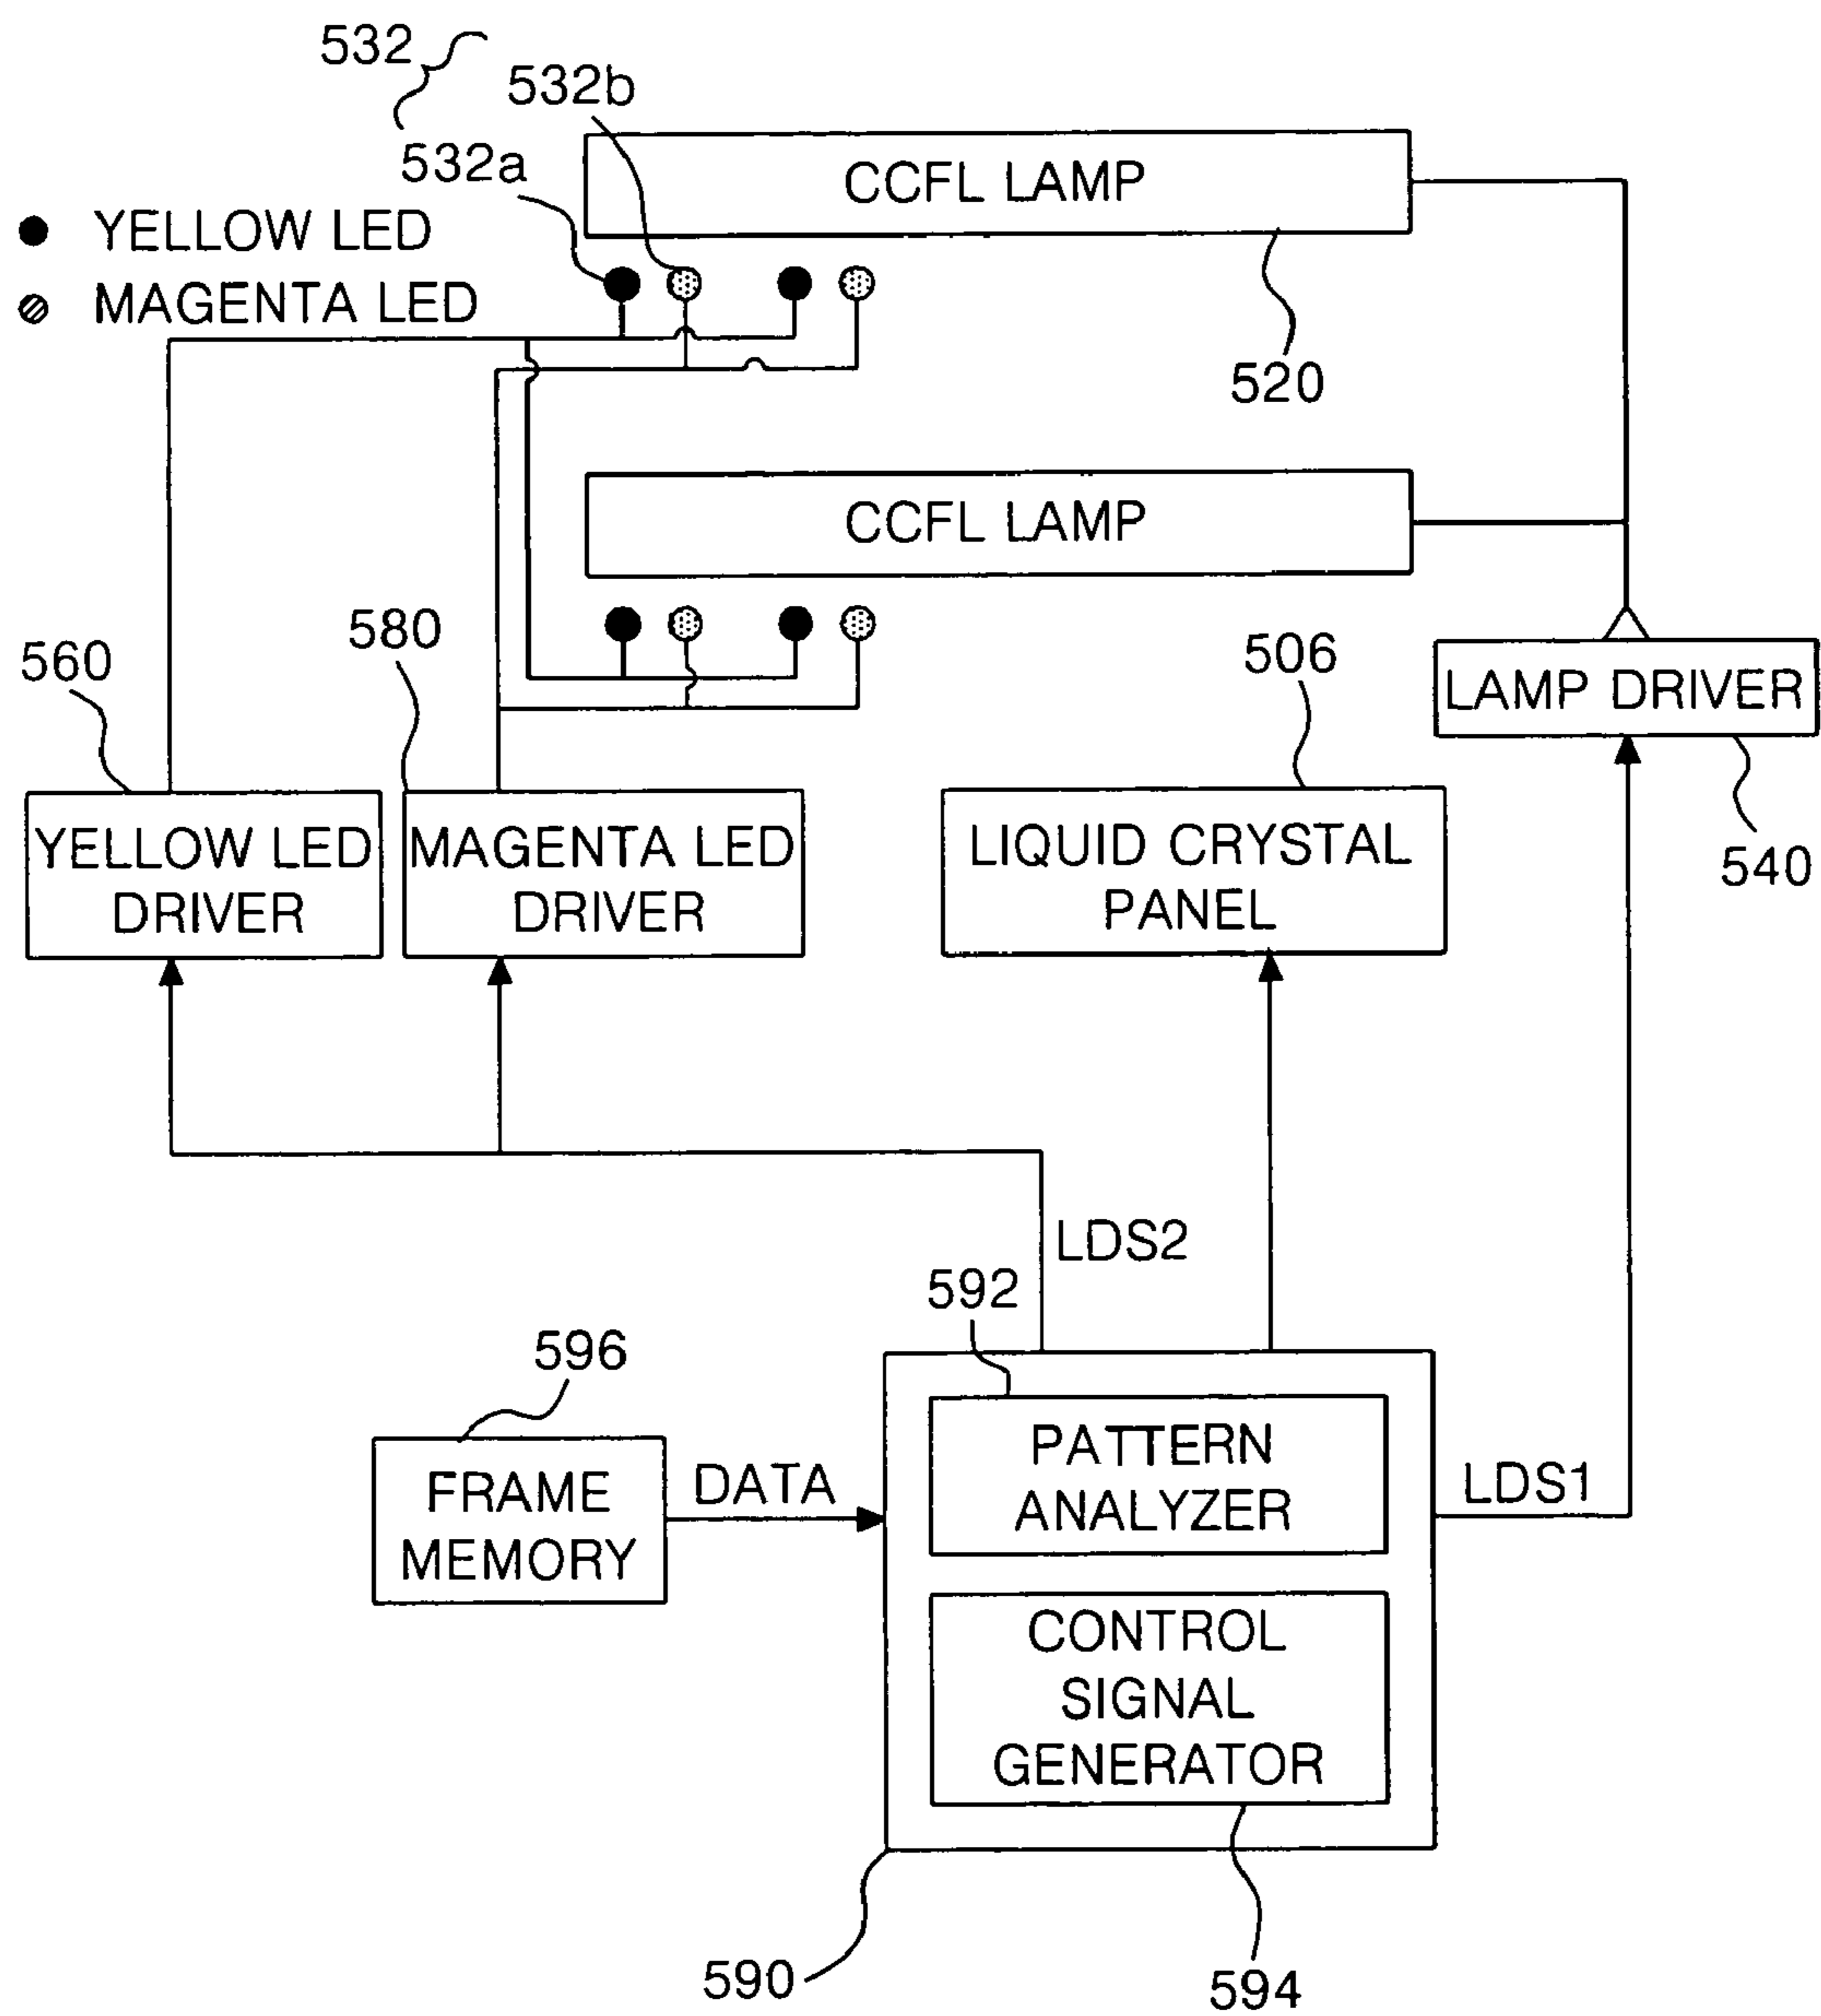 532
532b
532a
CCFL LAMP
YELLOW LED
MAGENTA LED
520
CCFL LAMP
580
560
506
LAMP DRIVER
YELLOW LED
DRIVER
MAGENTA LED
DRIVER
LIQUID CRYSTAL
PANEL
540
LDS2
592
596
FRAME
MEMORY
DATA
PATTERN
ANALYZER
LDS1
CONTROL
SIGNAL
GENERATOR
590
594